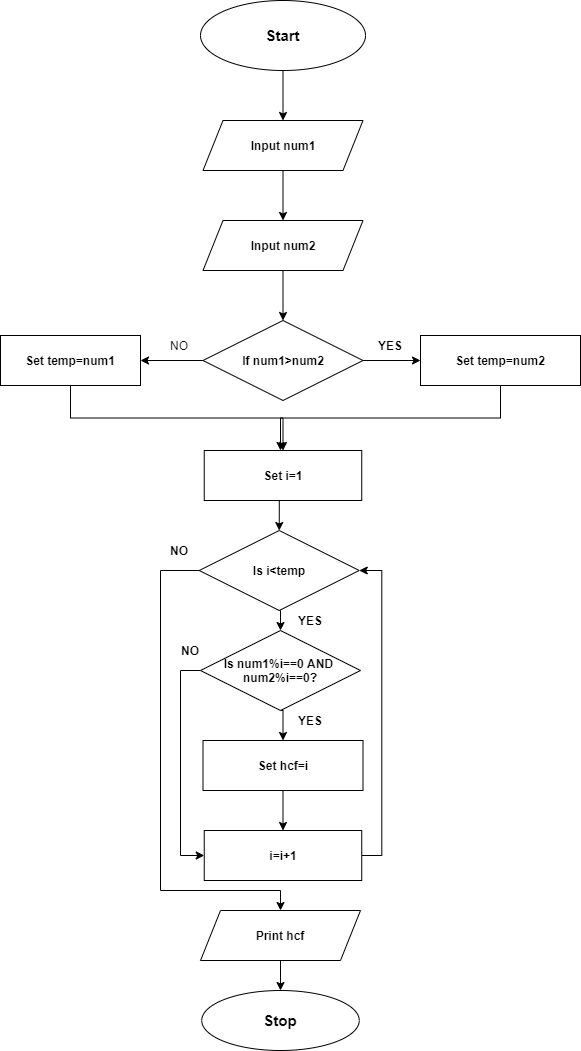 Start
Input num1
Input num2
Set temp=num1
NO
If num1>num2
YES
Set temp=num2
Set i=1
NO
Is i<temp
YES
NO
Is num1%i==0 AND
num2%i==0?
YES
Set hcf=i
i=i+1
Print hcf
Stop